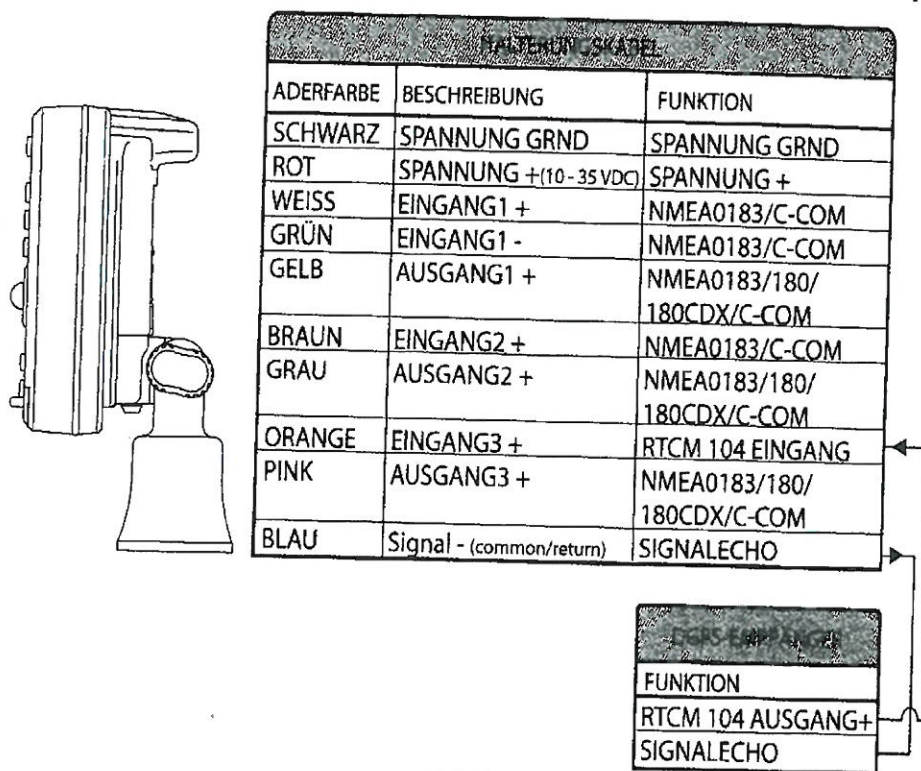 HALTERUNGSKABEL
ADERFARBE BESCHREIBUNG FUNKTION
SCHWARZ SPANNUNG GRND SPANNUNG GRND
ROT SPANNUNG +(10 - 35 VDC) SPANNUNG +
WEISS EINGANG1 + NMEA0183/C-COM
GRÜN EINGANG1 - NMEA0183/C-COM
GELB AUSGANG1 + NMEA0183/180/
180CDX/C-COM
BRAUN EINGANG2 + NMEA0183/C-COM
GRAU AUSGANG2 + NMEA0183/180/
180CDX/C-COM
ORANGE EINGANG3 + RTCM 104 EINGANG
PINK AUSGANG3 + NMEA0183/180/
180CDX/C-COM
BLAU Signal - (common/return) SIGNALECHO
DGPS-EMPFÄNGER
FUNKTION
RTCM 104 AUSGANG+
SIGNALECHO